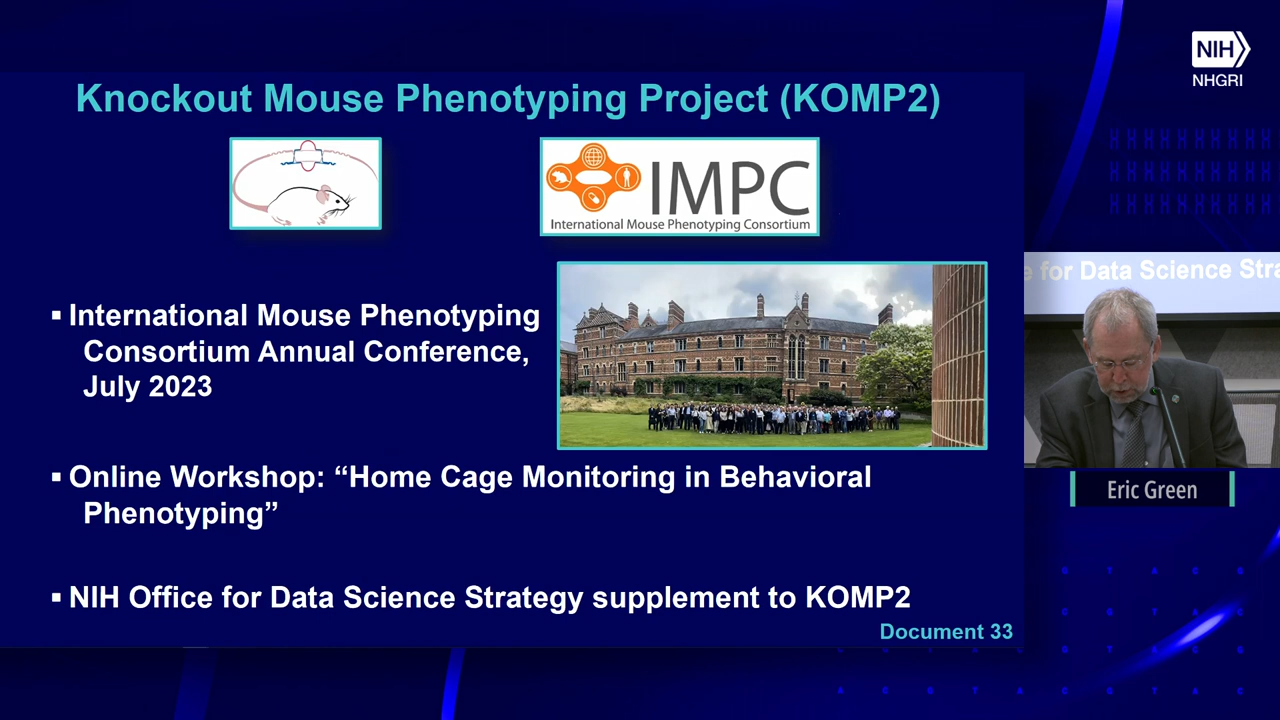 NIH
NHGRI
Knockout Mouse Phenotyping Project (KOMP2)
IMPC
International Mouse Phenotyping Consortium
▪ International Mouse Phenotyping
Consortium Annual Conference,
July 2023
▪ Online Workshop: “Home Cage Monitoring in Behavioral
Phenotyping”
▪ NIH Office for Data Science Strategy supplement to KOMP2
Document 33
for Data Science Stra
Eric Green